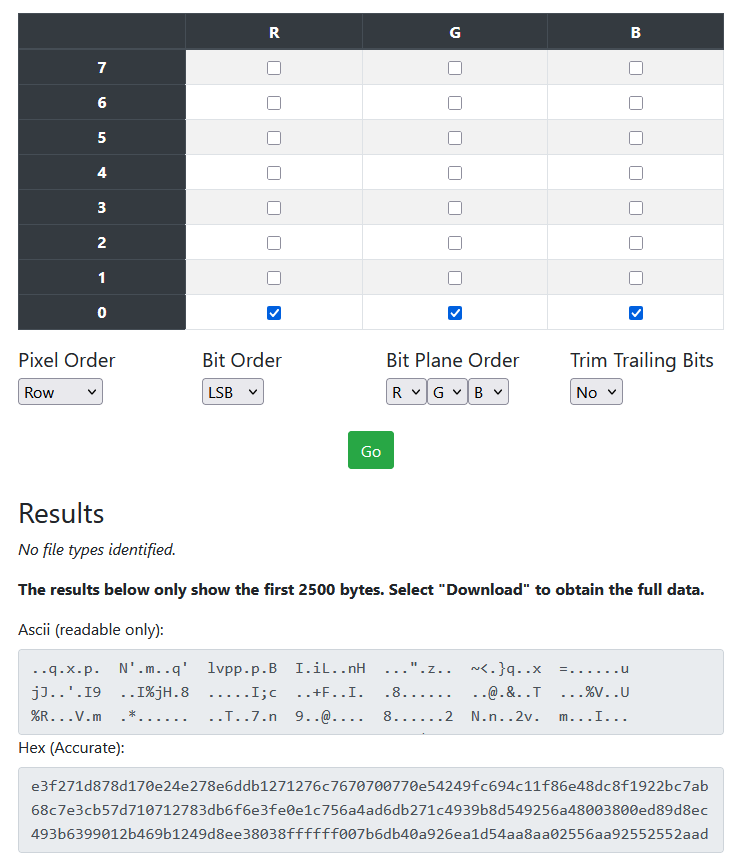 R G B
7
6
5
4
3
2
1
0
Pixel Order Bit Order Bit Plane Order Trim Trailing Bits
Row LSB R G B No
Go
Results
No file types identified.
The results below only show the first 2500 bytes. Select "Download" to obtain the full data.
Ascii (readable only):
..q.x.p. N'.m..q' lvpp.p.B I.iL..nH ...".z.. ~<.}q..x =......u
jJ..'.I9 ..I%jH.8 .....I;c ..+F..I. .8...... ..@.&..T ...%V..U
%R...V.m .*...... ..T..7.n 9..@.... 8......2 N.n..2v. m...I...
Hex (Accurate):
e3f271d878d170e24e278e6ddb1271276c7670700770e54249fc694c11f86e48dc8f1922bc7ab
68c7e3cb57d710712783db6f6e3fe0e1c756a4ad6db271c4939b8d549256a48003800ed89d8ec
493b6399012b469b1249d8ee38038ffffff007b6db40a926ea1d54aa8aa02556aa92552552aad